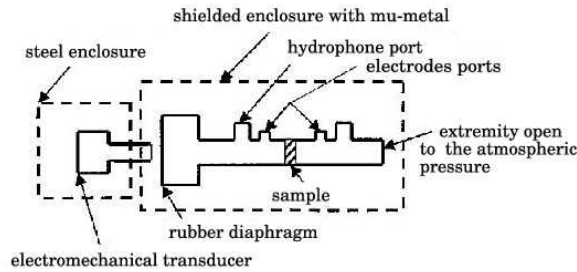 shielded enclosure with mu-metal
steel enclosure
hydrophone port
electrodes ports
extremity open
to the atmospheric
pressure
sample
rubber diaphragm
electromechanical transducer